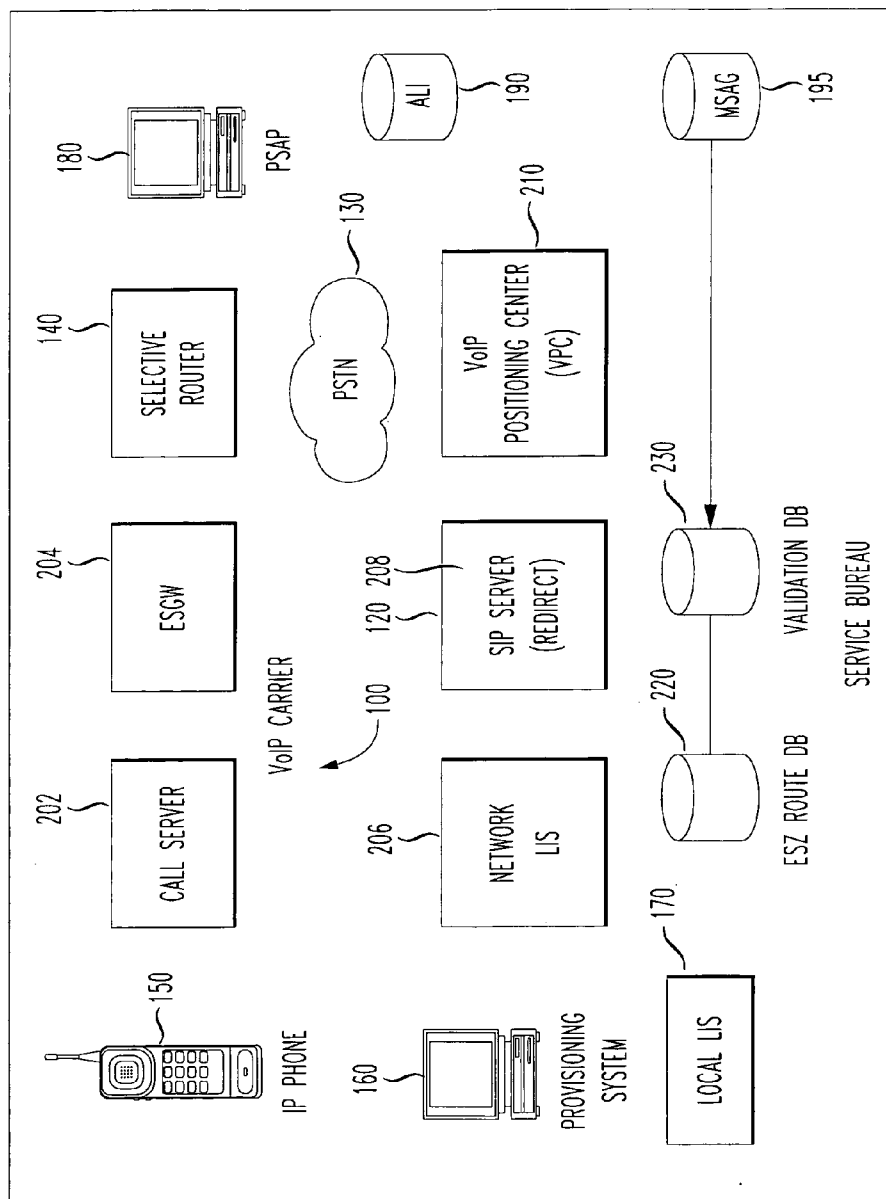 150
IP PHONE
202
CALL SERVER
204
ESGW
140
SELECTIVE
ROUTER
180
PSAP
VoIP CARRIER
100
130
PSTN
160
PROVISIONING
SYSTEM
206
NETWORK
LIS
120
208
SIP SERVER
(REDIRECT)
210
VoIP
POSITIONING CENTER
(VPC)
ALI
190
170
LOCAL LIS
220
ESZ ROUTE DB
230
VALIDATION DB
MSAG
195
SERVICE BUREAU